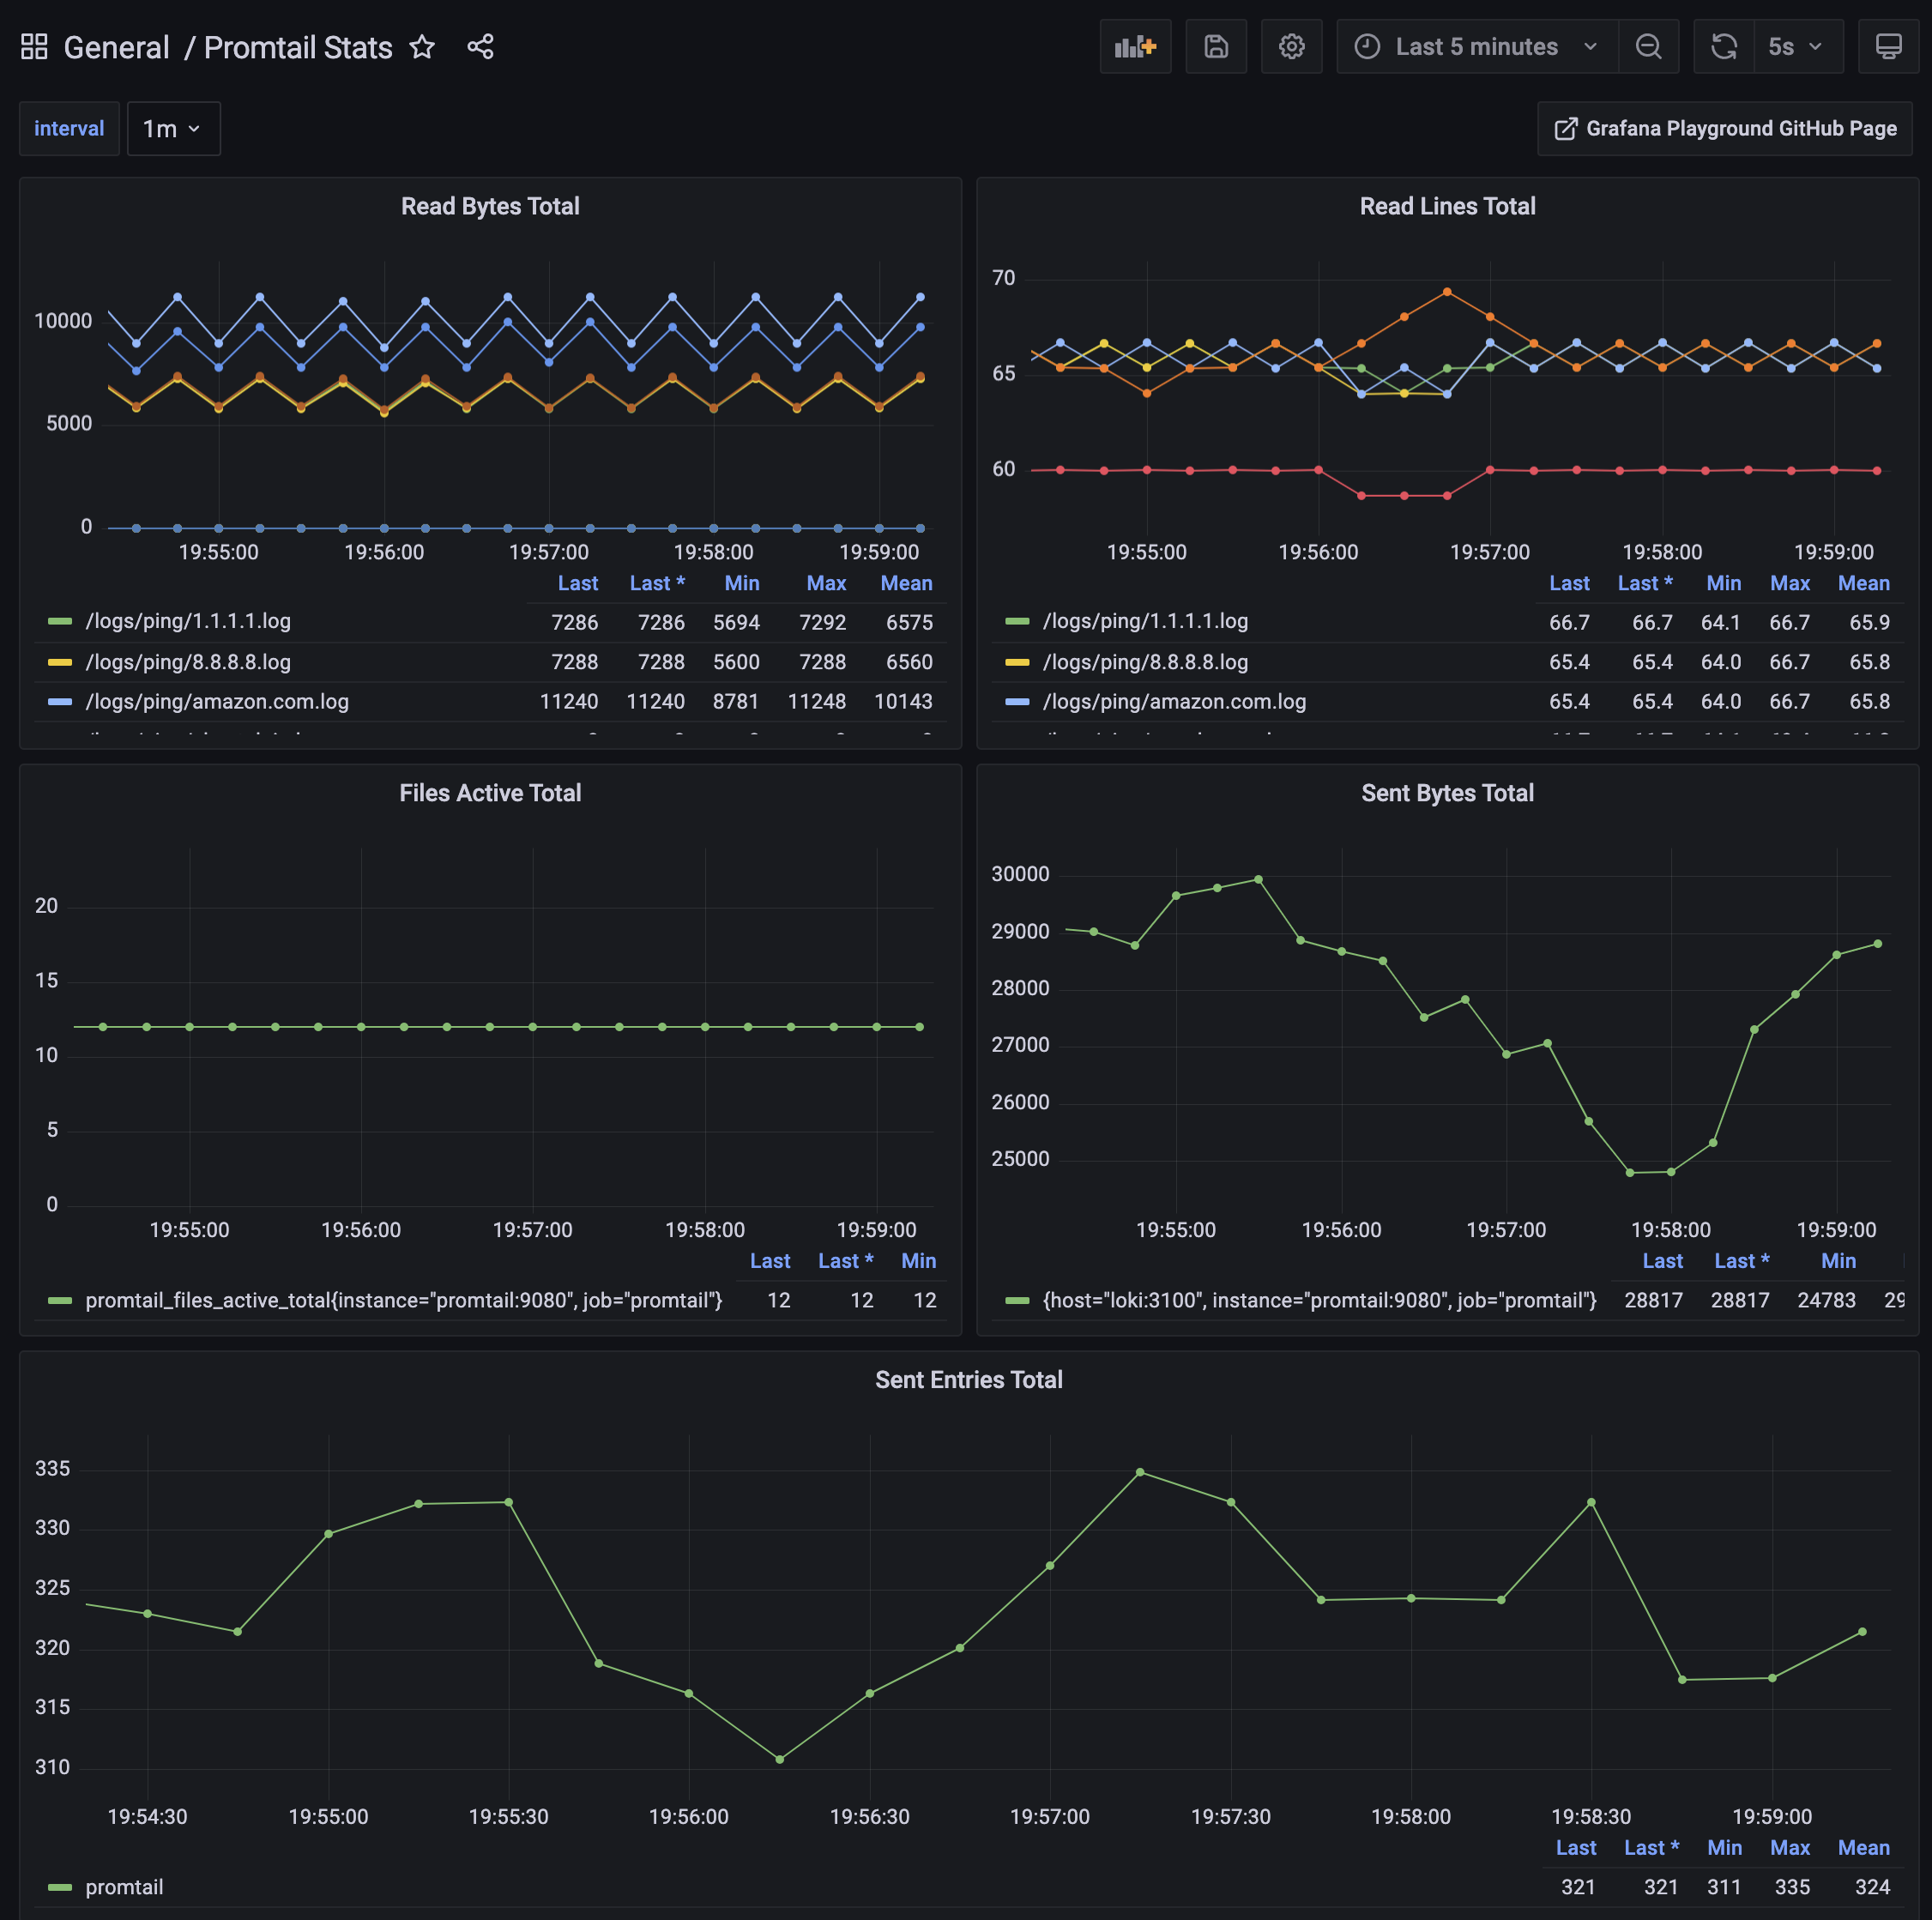 General / Promtail Stats
Last 5 minutes
5s
interval 1m
Grafana Playground GitHub Page
Read Bytes Total
10000
5000
0
19:55:00 19:56:00 19:57:00 19:58:00 19:59:00
Last Last * Min Max Mean
/logs/ping/1.1.1.1.log 7286 7286 5694 7292 6575
/logs/ping/8.8.8.8.log 7288 7288 5600 7288 6560
/logs/ping/amazon.com.log 11240 11240 8781 11248 10143
Read Lines Total
70
65
60
19:55:00 19:56:00 19:57:00 19:58:00 19:59:00
Last Last * Min Max Mean
/logs/ping/1.1.1.1.log 66.7 66.7 64.1 66.7 65.9
/logs/ping/8.8.8.8.log 65.4 65.4 64.0 66.7 65.8
/logs/ping/amazon.com.log 65.4 65.4 64.0 66.7 65.8
Files Active Total
20
15
10
5
0
19:55:00 19:56:00 19:57:00 19:58:00 19:59:00
Last Last * Min
promtail_files_active_total{instance="promtail:9080", job="promtail"} 12 12 12
Sent Bytes Total
30000
29000
28000
27000
26000
25000
19:55:00 19:56:00 19:57:00 19:58:00 19:59:00
Last Last * Min
{host="loki:3100", instance="promtail:9080", job="promtail"} 28817 28817 24783 29
Sent Entries Total
335
330
325
320
315
310
19:54:30 19:55:00 19:55:30 19:56:00 19:56:30 19:57:00 19:57:30 19:58:00 19:58:30 19:59:00
Last Last * Min Max Mean
promtail 321 321 311 335 324